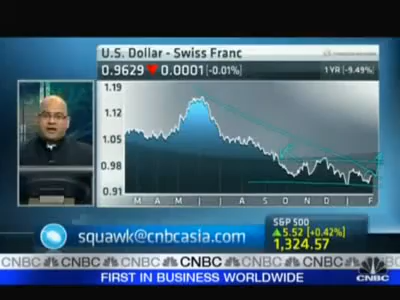 U.S. Dollar - Swiss Franc
0.9629 ▼ 0.0001 [-0.01%] 1 YR [-9.49%]
1.19
1.12
1.05
0.98
0.91
M A M J J A S O N D J F
squawk@cnbcasia.com
S&P 500
▲ 5.52 [+0.42%]
1,324.57
CNBC CNBC CNBC CNBC CNBC CNBC CNBC
FIRST IN BUSINESS WORLDWIDE
CNBC